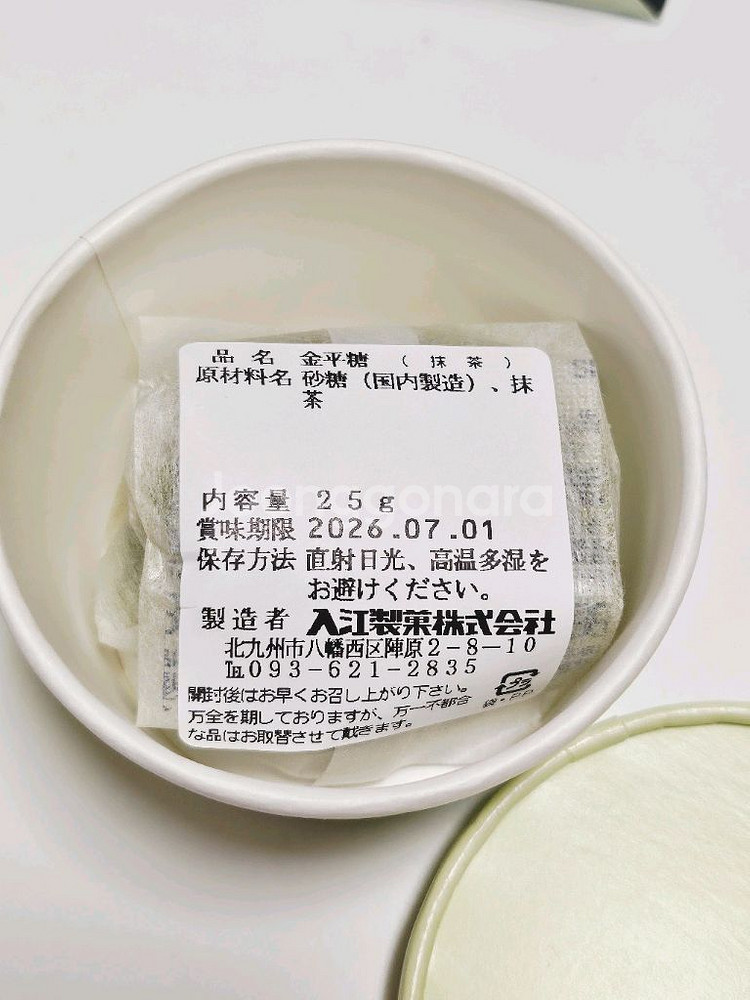 品名 金平糖 （抹茶）
原材料名 砂糖（国内製造）、抹
茶
内容量 25g
賞味期限 2026.07.01
保存方法 直射日光、高温多湿を
お避けください。
製造者 入江製菓株式会社
北九州市八幡西区陣原2-8-10
℡093-621-2835
開封後はお早くお召し上がり下さい。
万全を期しておりますが、万一不都合
な品はお取替させて戴きます。
プラ
袋・PP